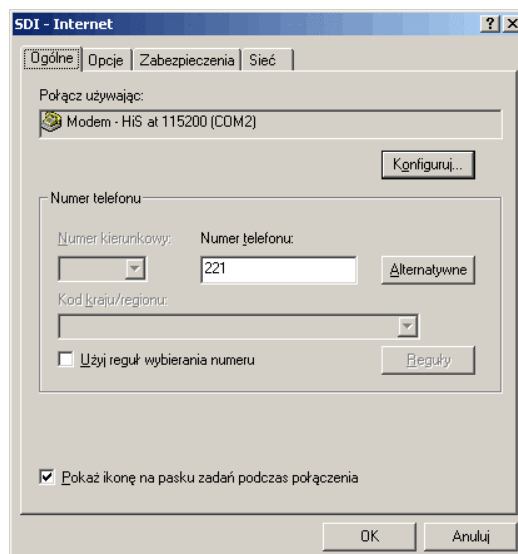 SDI - Internet
Ogólne Opcje Zabezpieczenia Sieć
Połącz używając:
Modem - HiS at 115200 (COM2)
Konfiguruj...
Numer telefonu
Numer kierunkowy: Numer telefonu:
221
Alternatywne
Kod kraju/regionu:
Użyj reguł wybierania numeru
Reguły
Pokaż ikonę na pasku zadań podczas połączenia
OK Anuluj